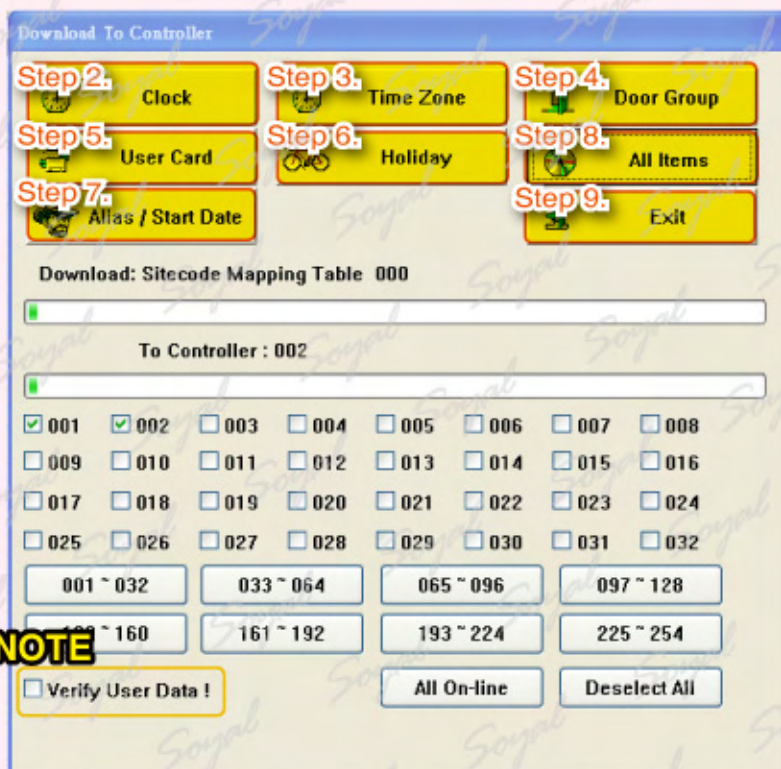 Download To Controller
Step 2. Clock
Step 3. Time Zone
Step 4. Door Group
Step 5. User Card
Step 6. Holiday
Step 8. All Items
Step 7. Alias / Start Date
Step 9. Exit
Download: Sitecode Mapping Table 000
To Controller : 002
001 002 003 004 005 006 007 008
009 010 011 012 013 014 015 016
017 018 019 020 021 022 023 024
025 026 027 028 029 030 031 032
001 ~ 032 033 ~ 064 065 ~ 096 097 ~ 128
~ 160 161 ~ 192 193 ~ 224 225 ~ 254
NOTE
Verify User Data ! All On-line Deselect All
Soyal